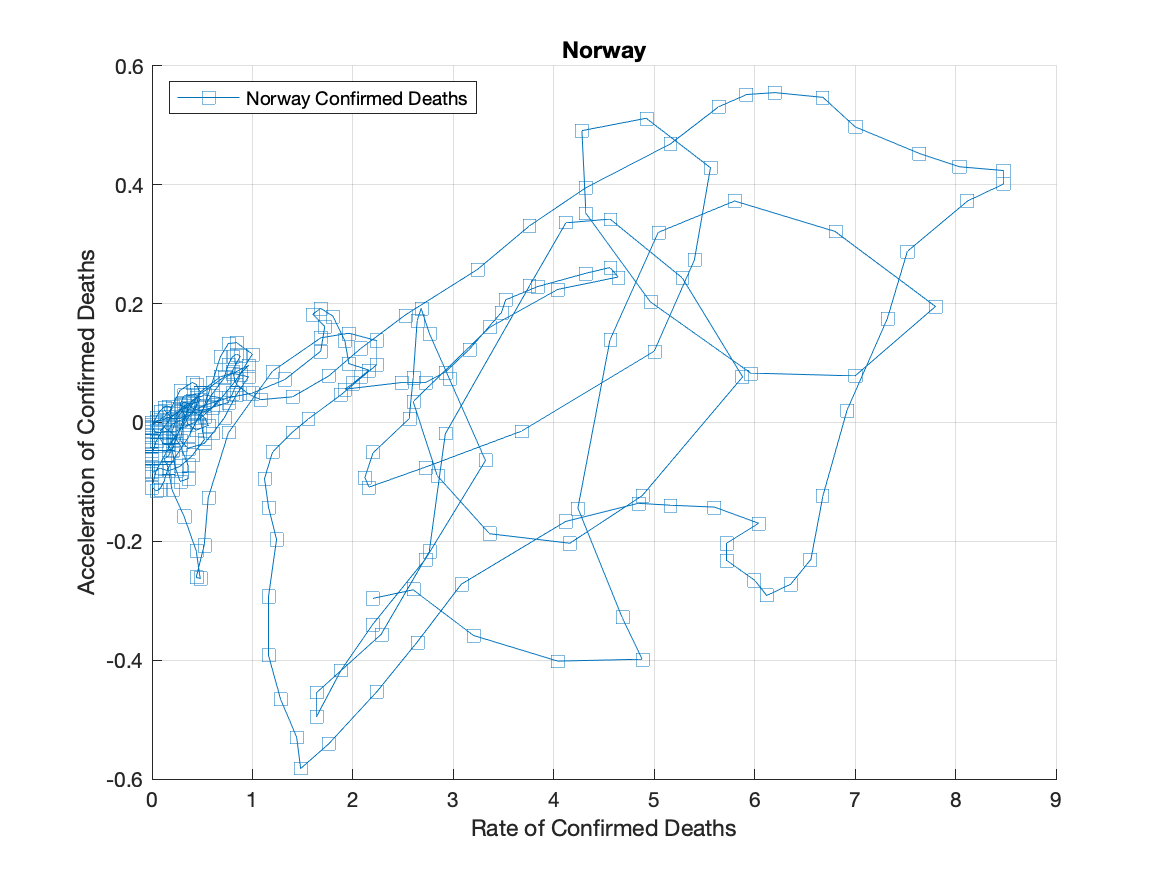 Norway
Norway Confirmed Deaths
0.6
0.4
0.2
0
-0.2
-0.4
-0.6
Acceleration of Confirmed Deaths
0 1 2 3 4 5 6 7 8 9
Rate of Confirmed Deaths